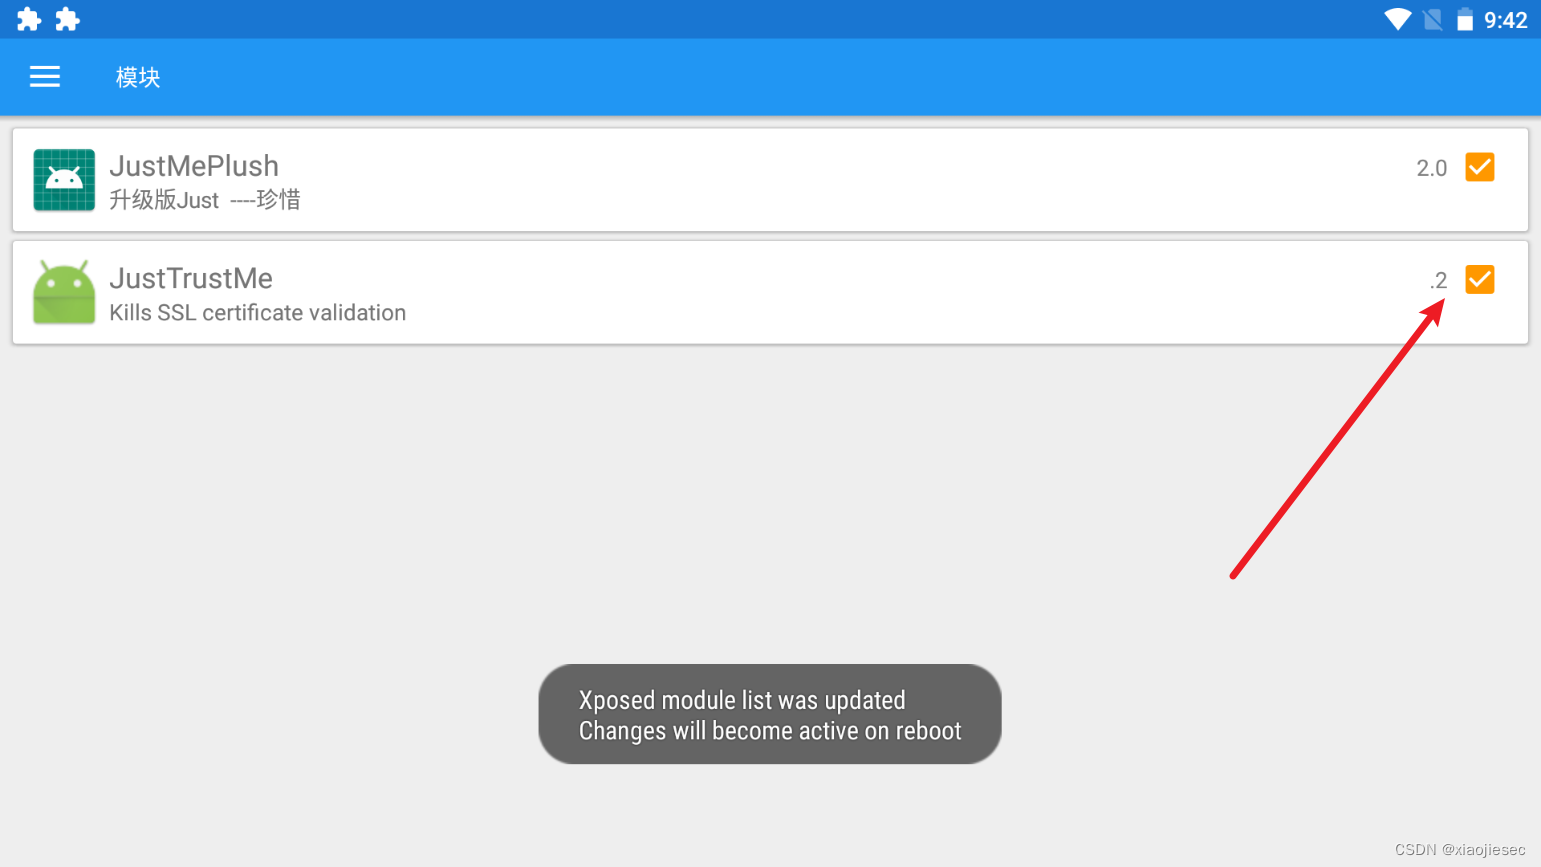 9:42
模块
JustMePlush
2.0
升级版Just ----珍惜
JustTrustMe
.2
Kills SSL certificate validation
Xposed module list was updated
Changes will become active on reboot
CSDN @xiaojiesec